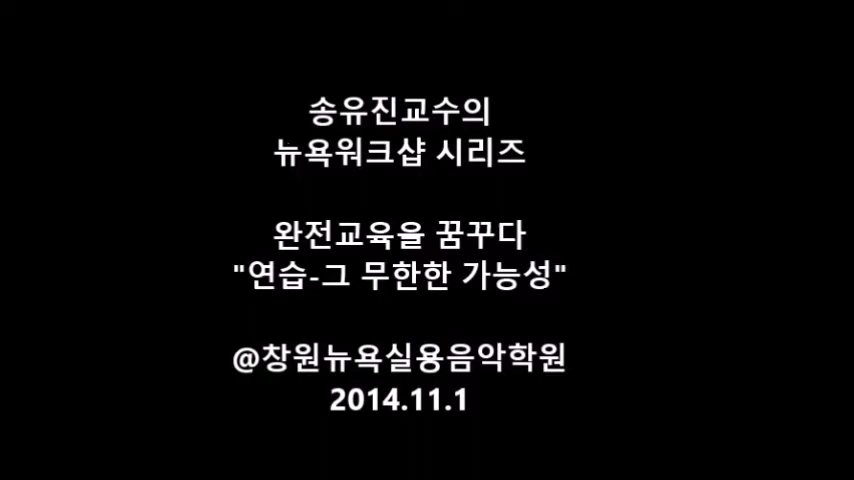 송유진교수의
뉴욕워크샵 시리즈
완전교육을 꿈꾸다
"연습-그 무한한 가능성"
@창원뉴욕실용음악학원
2014.11.1